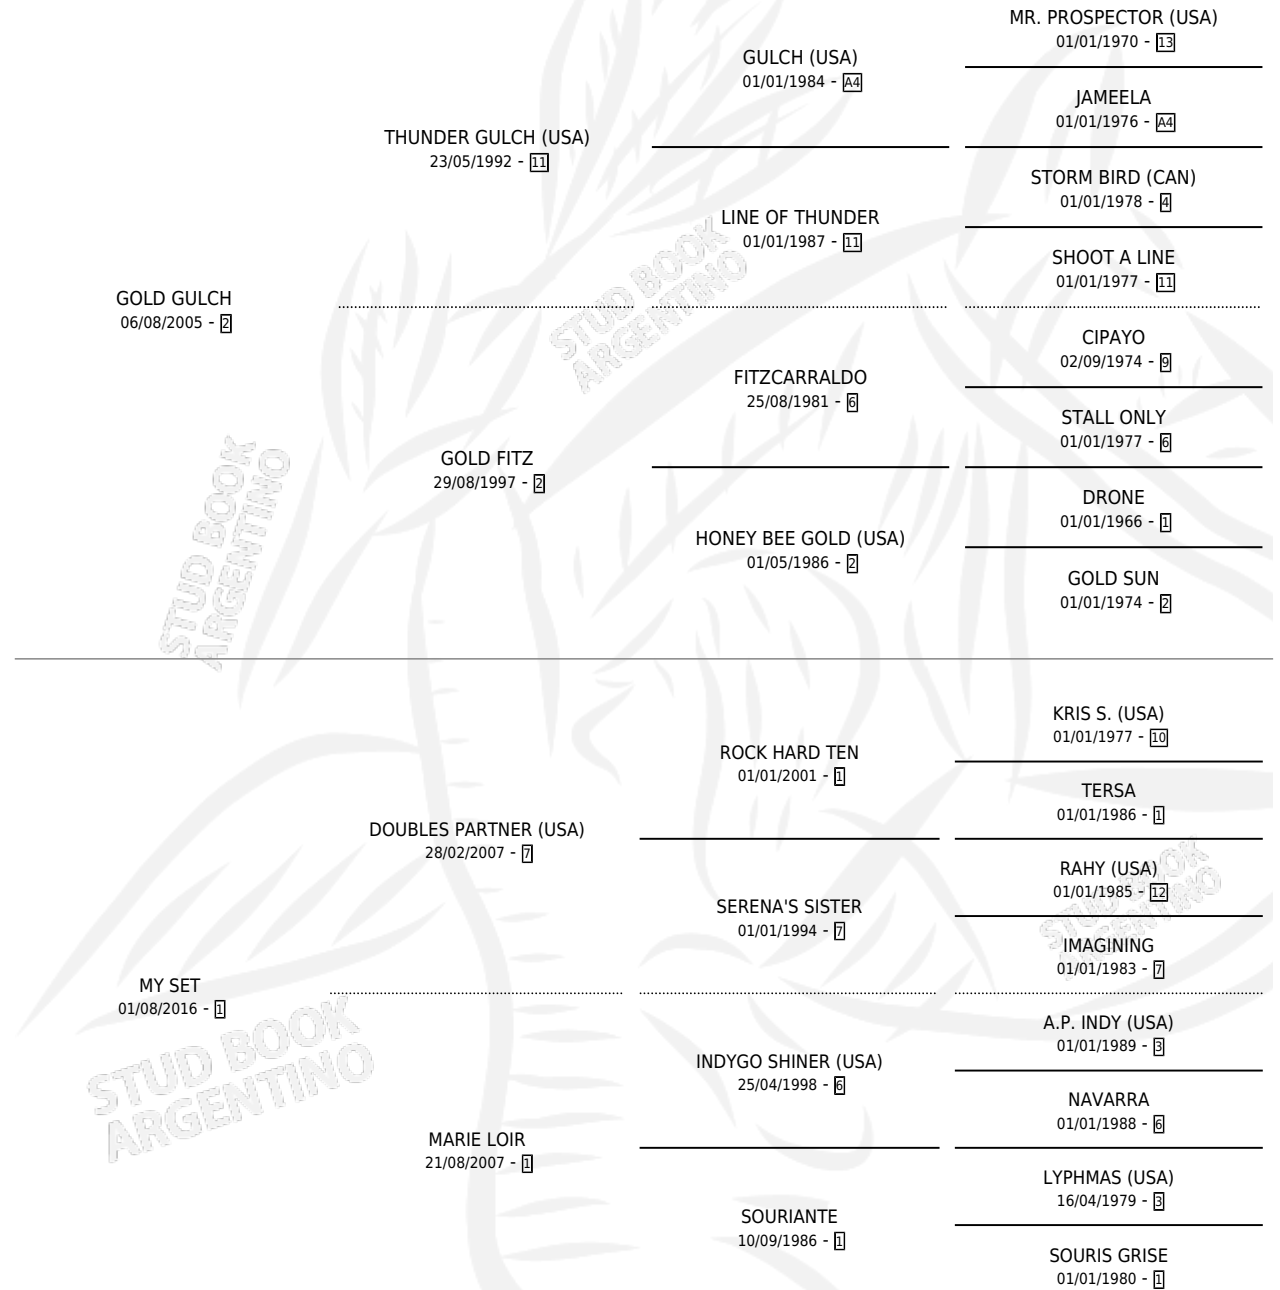 MR. PROSPECTOR (USA)
01/01/1970 - 13
GULCH (USA)
01/01/1984 - A4
JAMEELA
01/01/1976 - A4
THUNDER GULCH (USA)
23/05/1992 - 11
STORM BIRD (CAN)
01/01/1978 - 4
LINE OF THUNDER
01/01/1987 - 11
SHOOT A LINE
01/01/1977 - 11
GOLD GULCH
06/08/2005 - 2
STUD BOOK
ARGENTINO
CIPAYO
02/09/1974 - 9
FITZCARRALDO
25/08/1981 - 6
STALL ONLY
01/01/1977 - 6
GOLD FITZ
29/08/1997 - 2
DRONE
01/01/1966 - 1
HONEY BEE GOLD (USA)
01/05/1986 - 2
GOLD SUN
01/01/1974 - 2
STUD BOOK
ARGENTINO
KRIS S. (USA)
01/01/1977 - 10
ROCK HARD TEN
01/01/2001 - 1
TERSA
01/01/1986 - 1
DOUBLES PARTNER (USA)
28/02/2007 - 7
RAHY (USA)
01/01/1985 - 12
SERENA'S SISTER
01/01/1994 - 7
STUD BOOK
ARGENTINO
IMAGINING
01/01/1983 - 7
MY SET
01/08/2016 - 1
STUD BOOK
ARGENTINO
A.P. INDY (USA)
01/01/1989 - 3
INDYGO SHINER (USA)
25/04/1998 - 6
NAVARRA
01/01/1988 - 6
MARIE LOIR
21/08/2007 - 1
LYPHMAS (USA)
16/04/1979 - 3
SOURIANTE
10/09/1986 - 1
SOURIS GRISE
01/01/1980 - 1